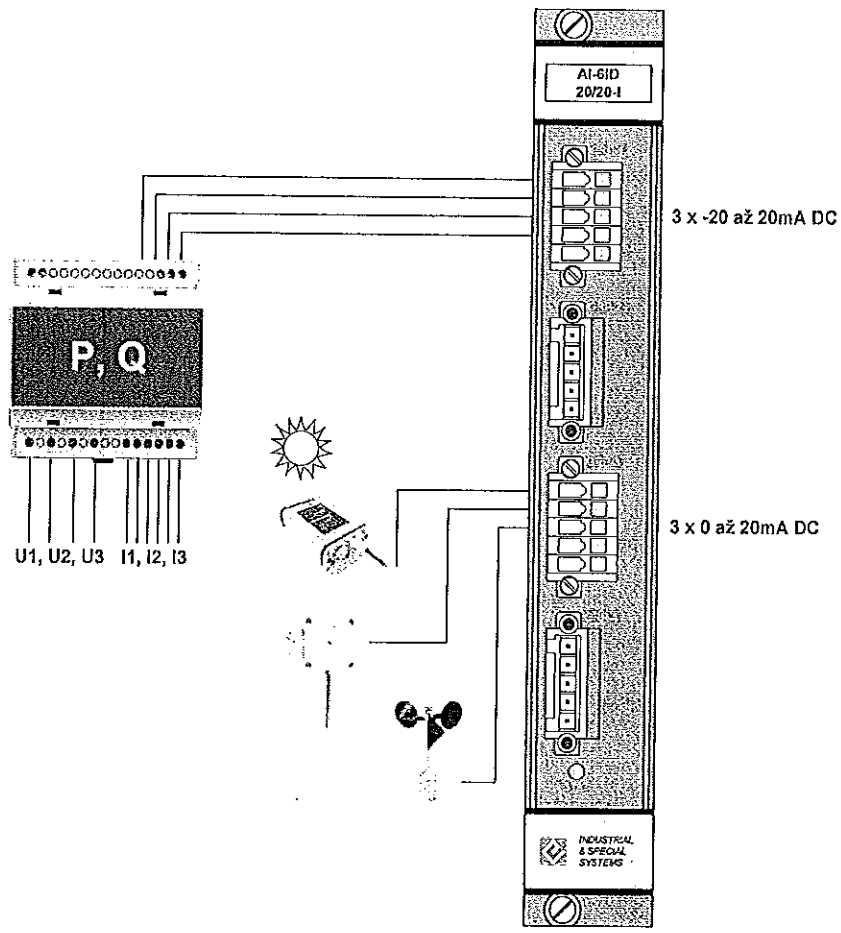 AI-6ID
20/20-I
3 x -20 až 20mA DC
P, Q
U1, U2, U3
I1, I2, I3
3 x 0 až 20mA DC
INDUSTRIAL
& SPECIAL
SYSTEMS